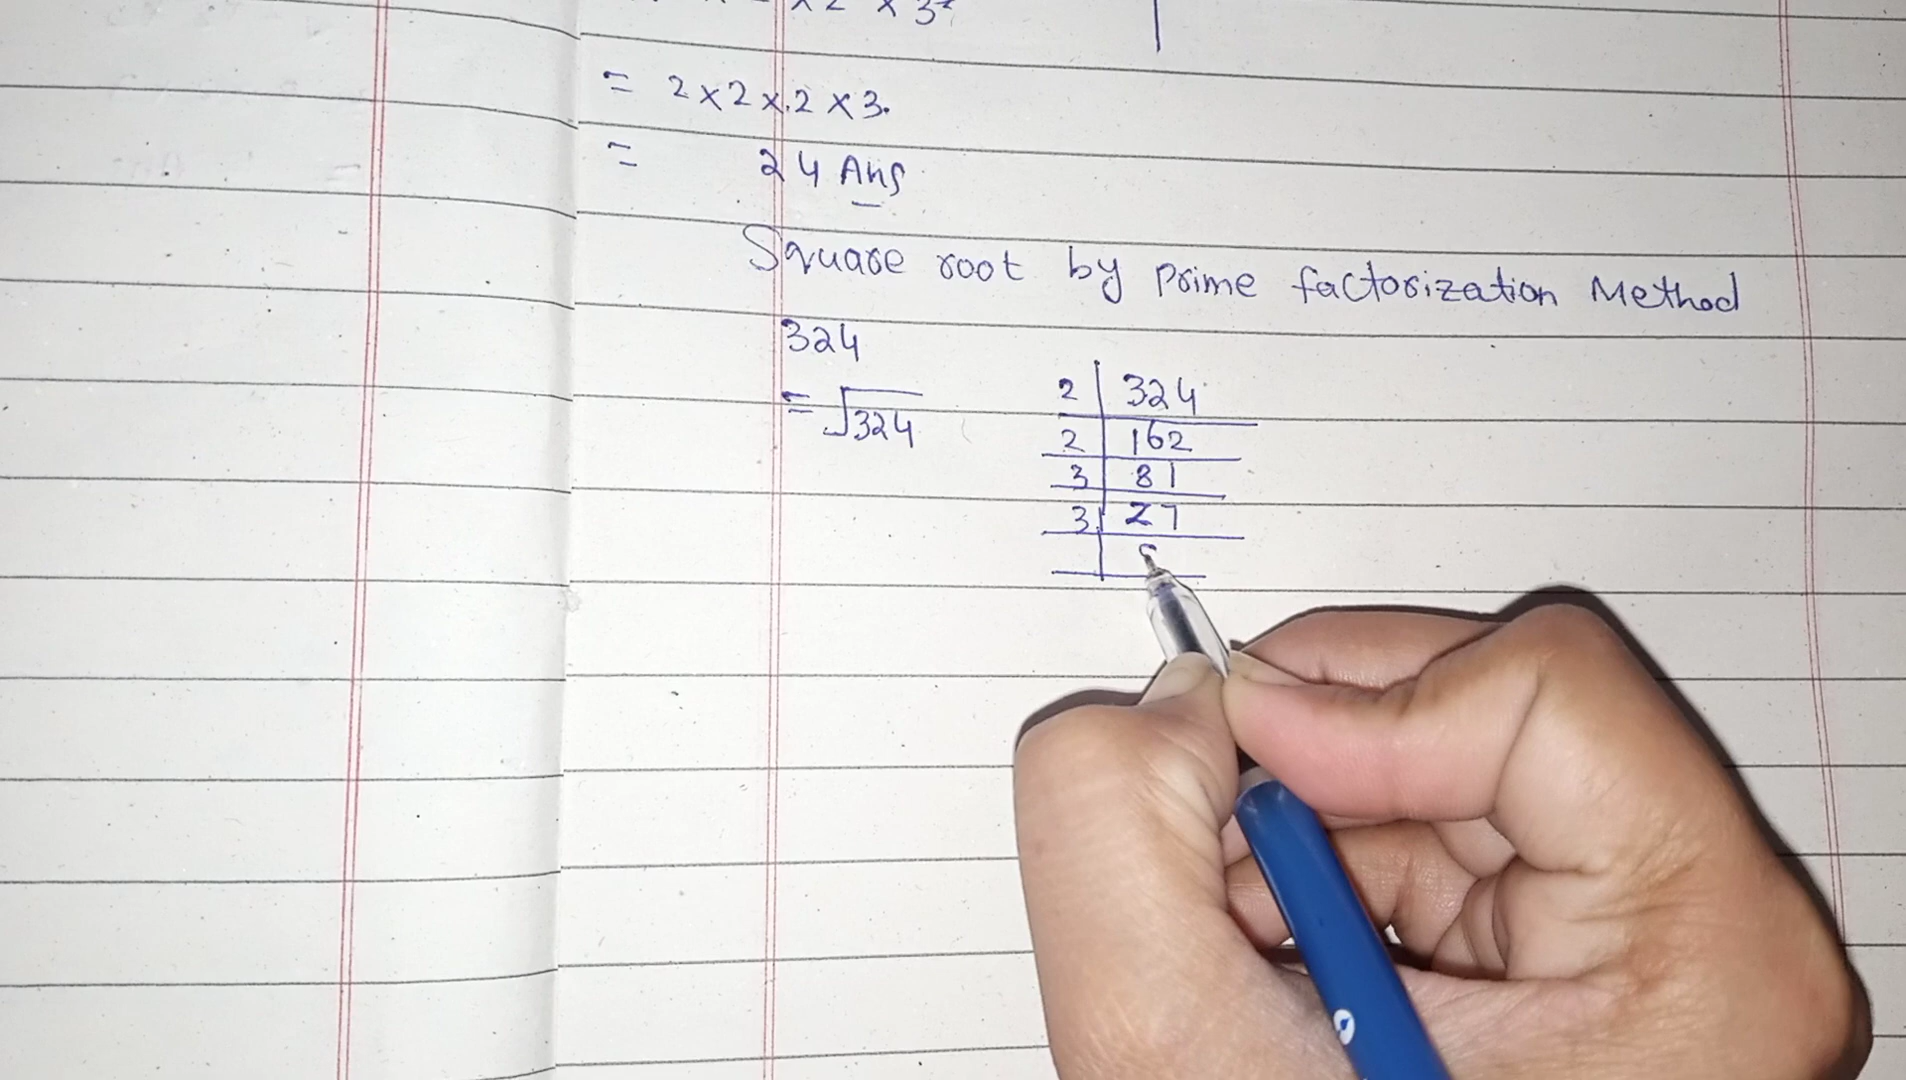 = 2 × 2 × 2 × 3.
= 24 Ans
Square root by Prime factorization Method
324
= √324
2 | 324
2 | 162
3 | 81
3 | 27